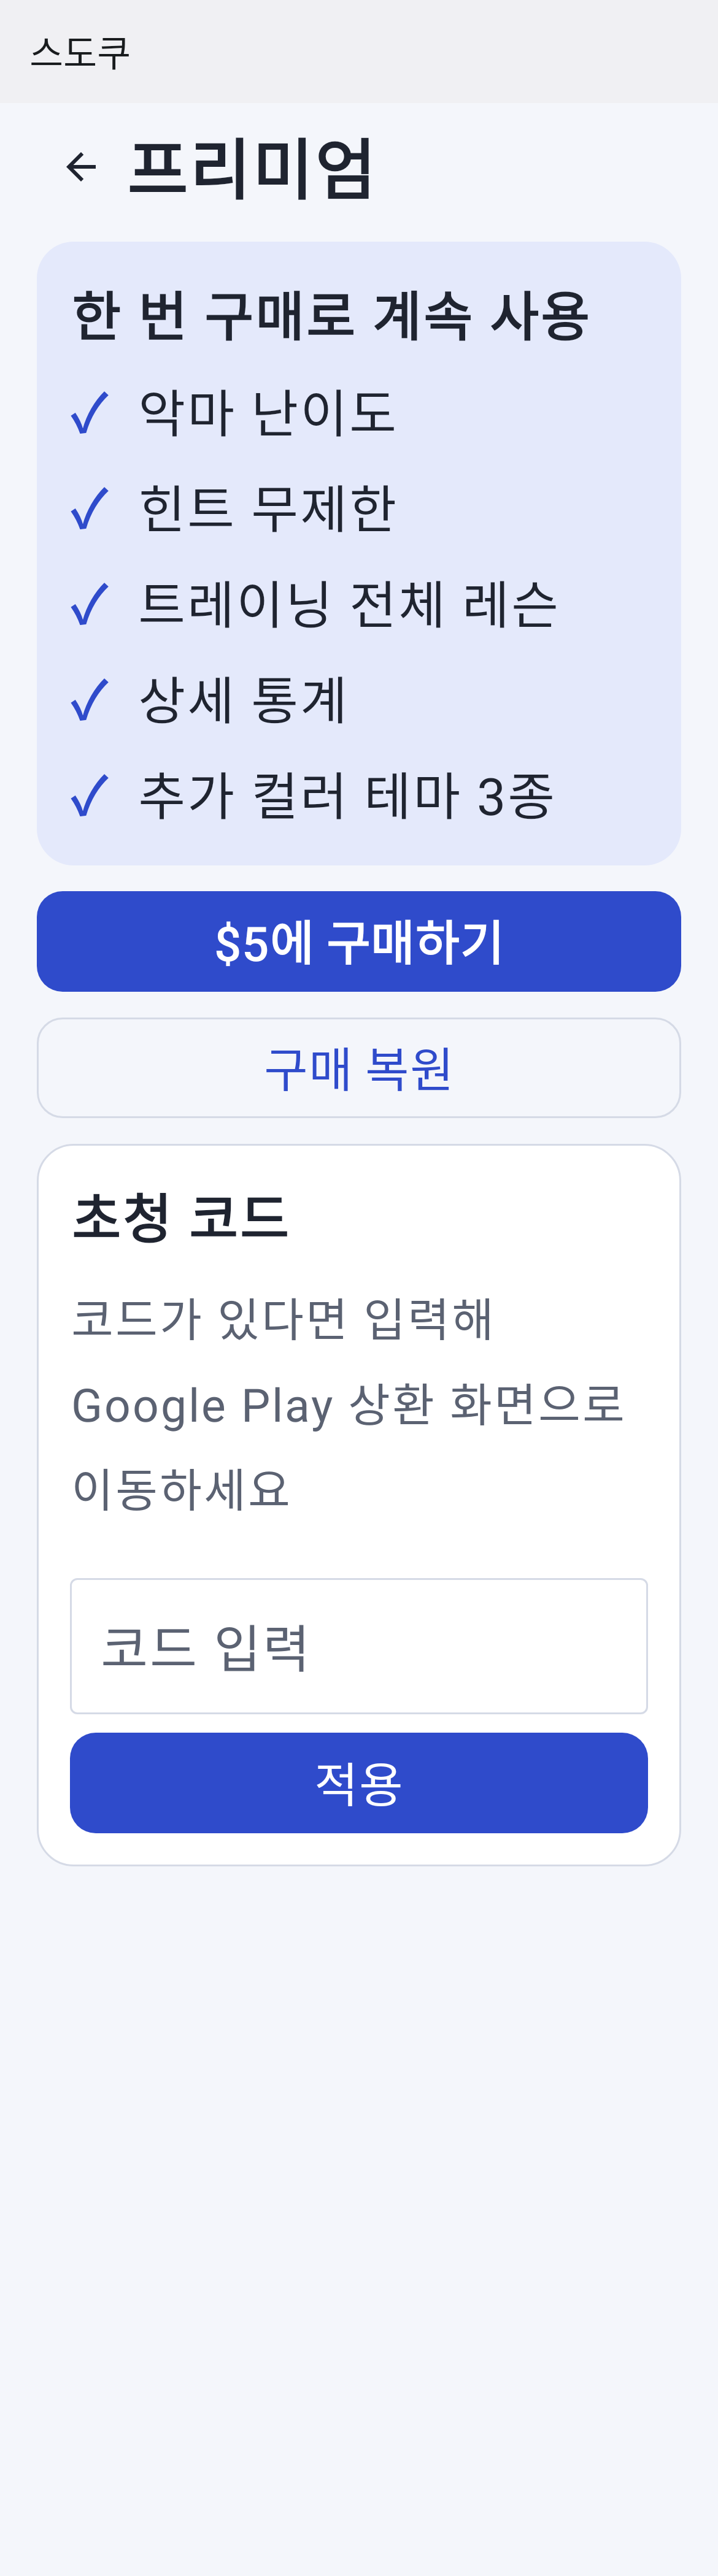 스도쿠
프리미엄
한 번 구매로 계속 사용
악마 난이도
힌트 무제한
트레이닝 전체 레슨
상세 통계
추가 컬러 테마 3종
$5에 구매하기
구매 복원
초청 코드
코드가 있다면 입력해
Google Play 상환 화면으로
이동하세요
코드 입력
적용